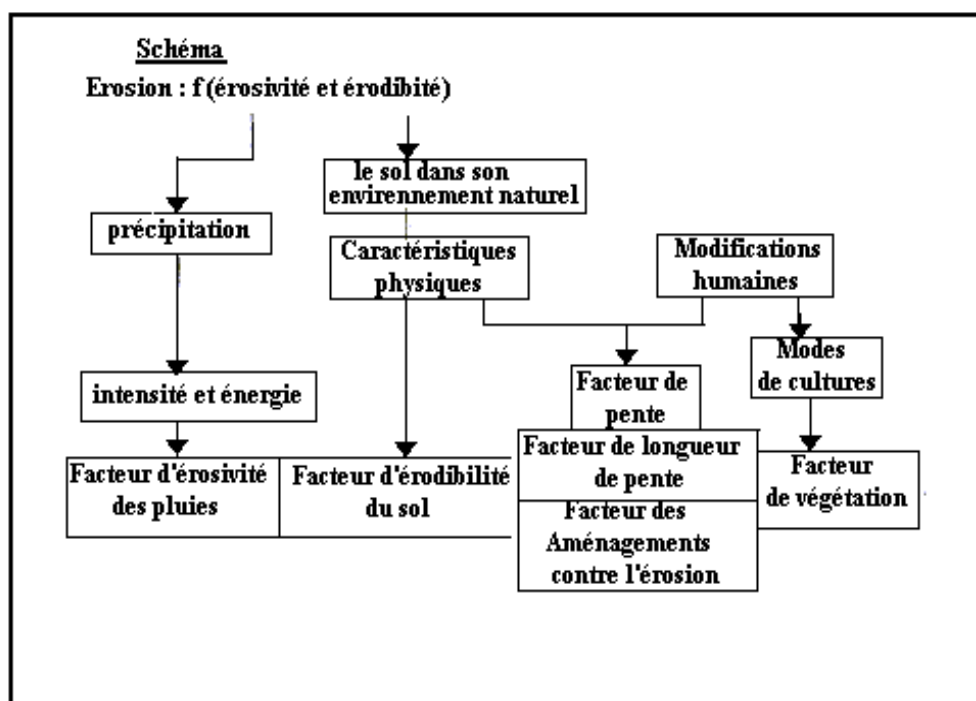 Schéma
Erosion : f (érosivité et érodibité)
le sol dans son
envirennement naturel
précipitation
Caractéristiques
physiques
Modifications
humaines
Modes
de cultures
intensité et énergie
Facteur de
pente
Facteur d'érosivité
des pluies
Facteur d'érodibilité
du sol
Facteur de longueur
de pente
Facteur
de végétation
Facteur des
Aménagements
contre l'érosion